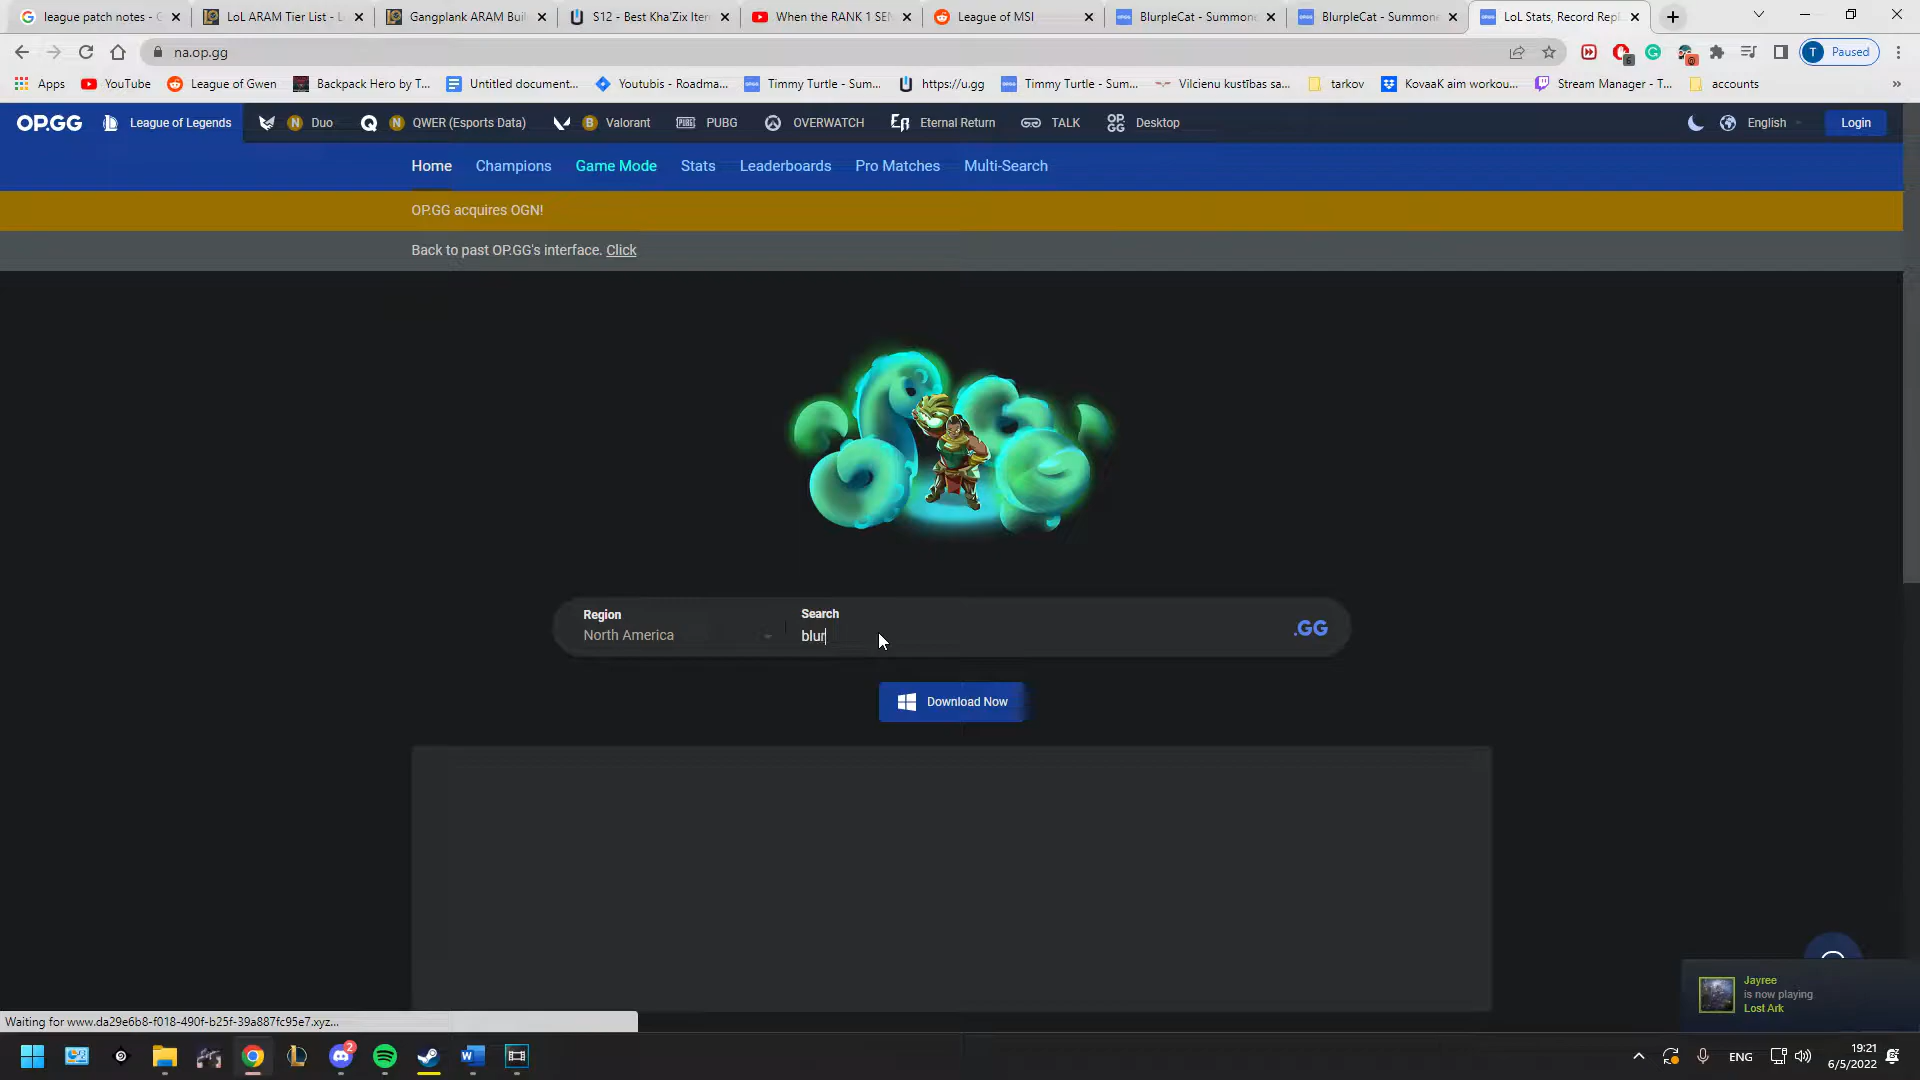 league patch notes - G
LoL ARAM Tier List - L
Gangplank ARAM Buil
S12 - Best Kha'Zix Iter
When the RANK 1 SEN
League of MSI
BlurpleCat - Summone
BlurpleCat - Summone
LoL Stats, Record Repl
na.op.gg
Paused
Apps
YouTube
League of Gwen
Backpack Hero by T...
Untitled document...
Youtubis - Roadma...
Timmy Turtle - Sum...
https://u.gg
Timmy Turtle - Sum...
Vilcienu kustības sa...
tarkov
KovaaK aim workou...
Stream Manager - T...
accounts
OP.GG
League of Legends
N Duo
N QWER (Esports Data)
B Valorant
PUBG
OVERWATCH
Eternal Return
TALK
Desktop
English
Login
Home
Champions
Game Mode
Stats
Leaderboards
Pro Matches
Multi-Search
OP.GG acquires OGN!
Back to past OP.GG's interface. Click
Region
Search
North America
blur
.GG
Download Now
Jayree
is now playing
Lost Ark
Waiting for www.da29e6b8-f018-490f-b25f-39a887fc95e7.xyz...
ENG
19:21
6/5/2022